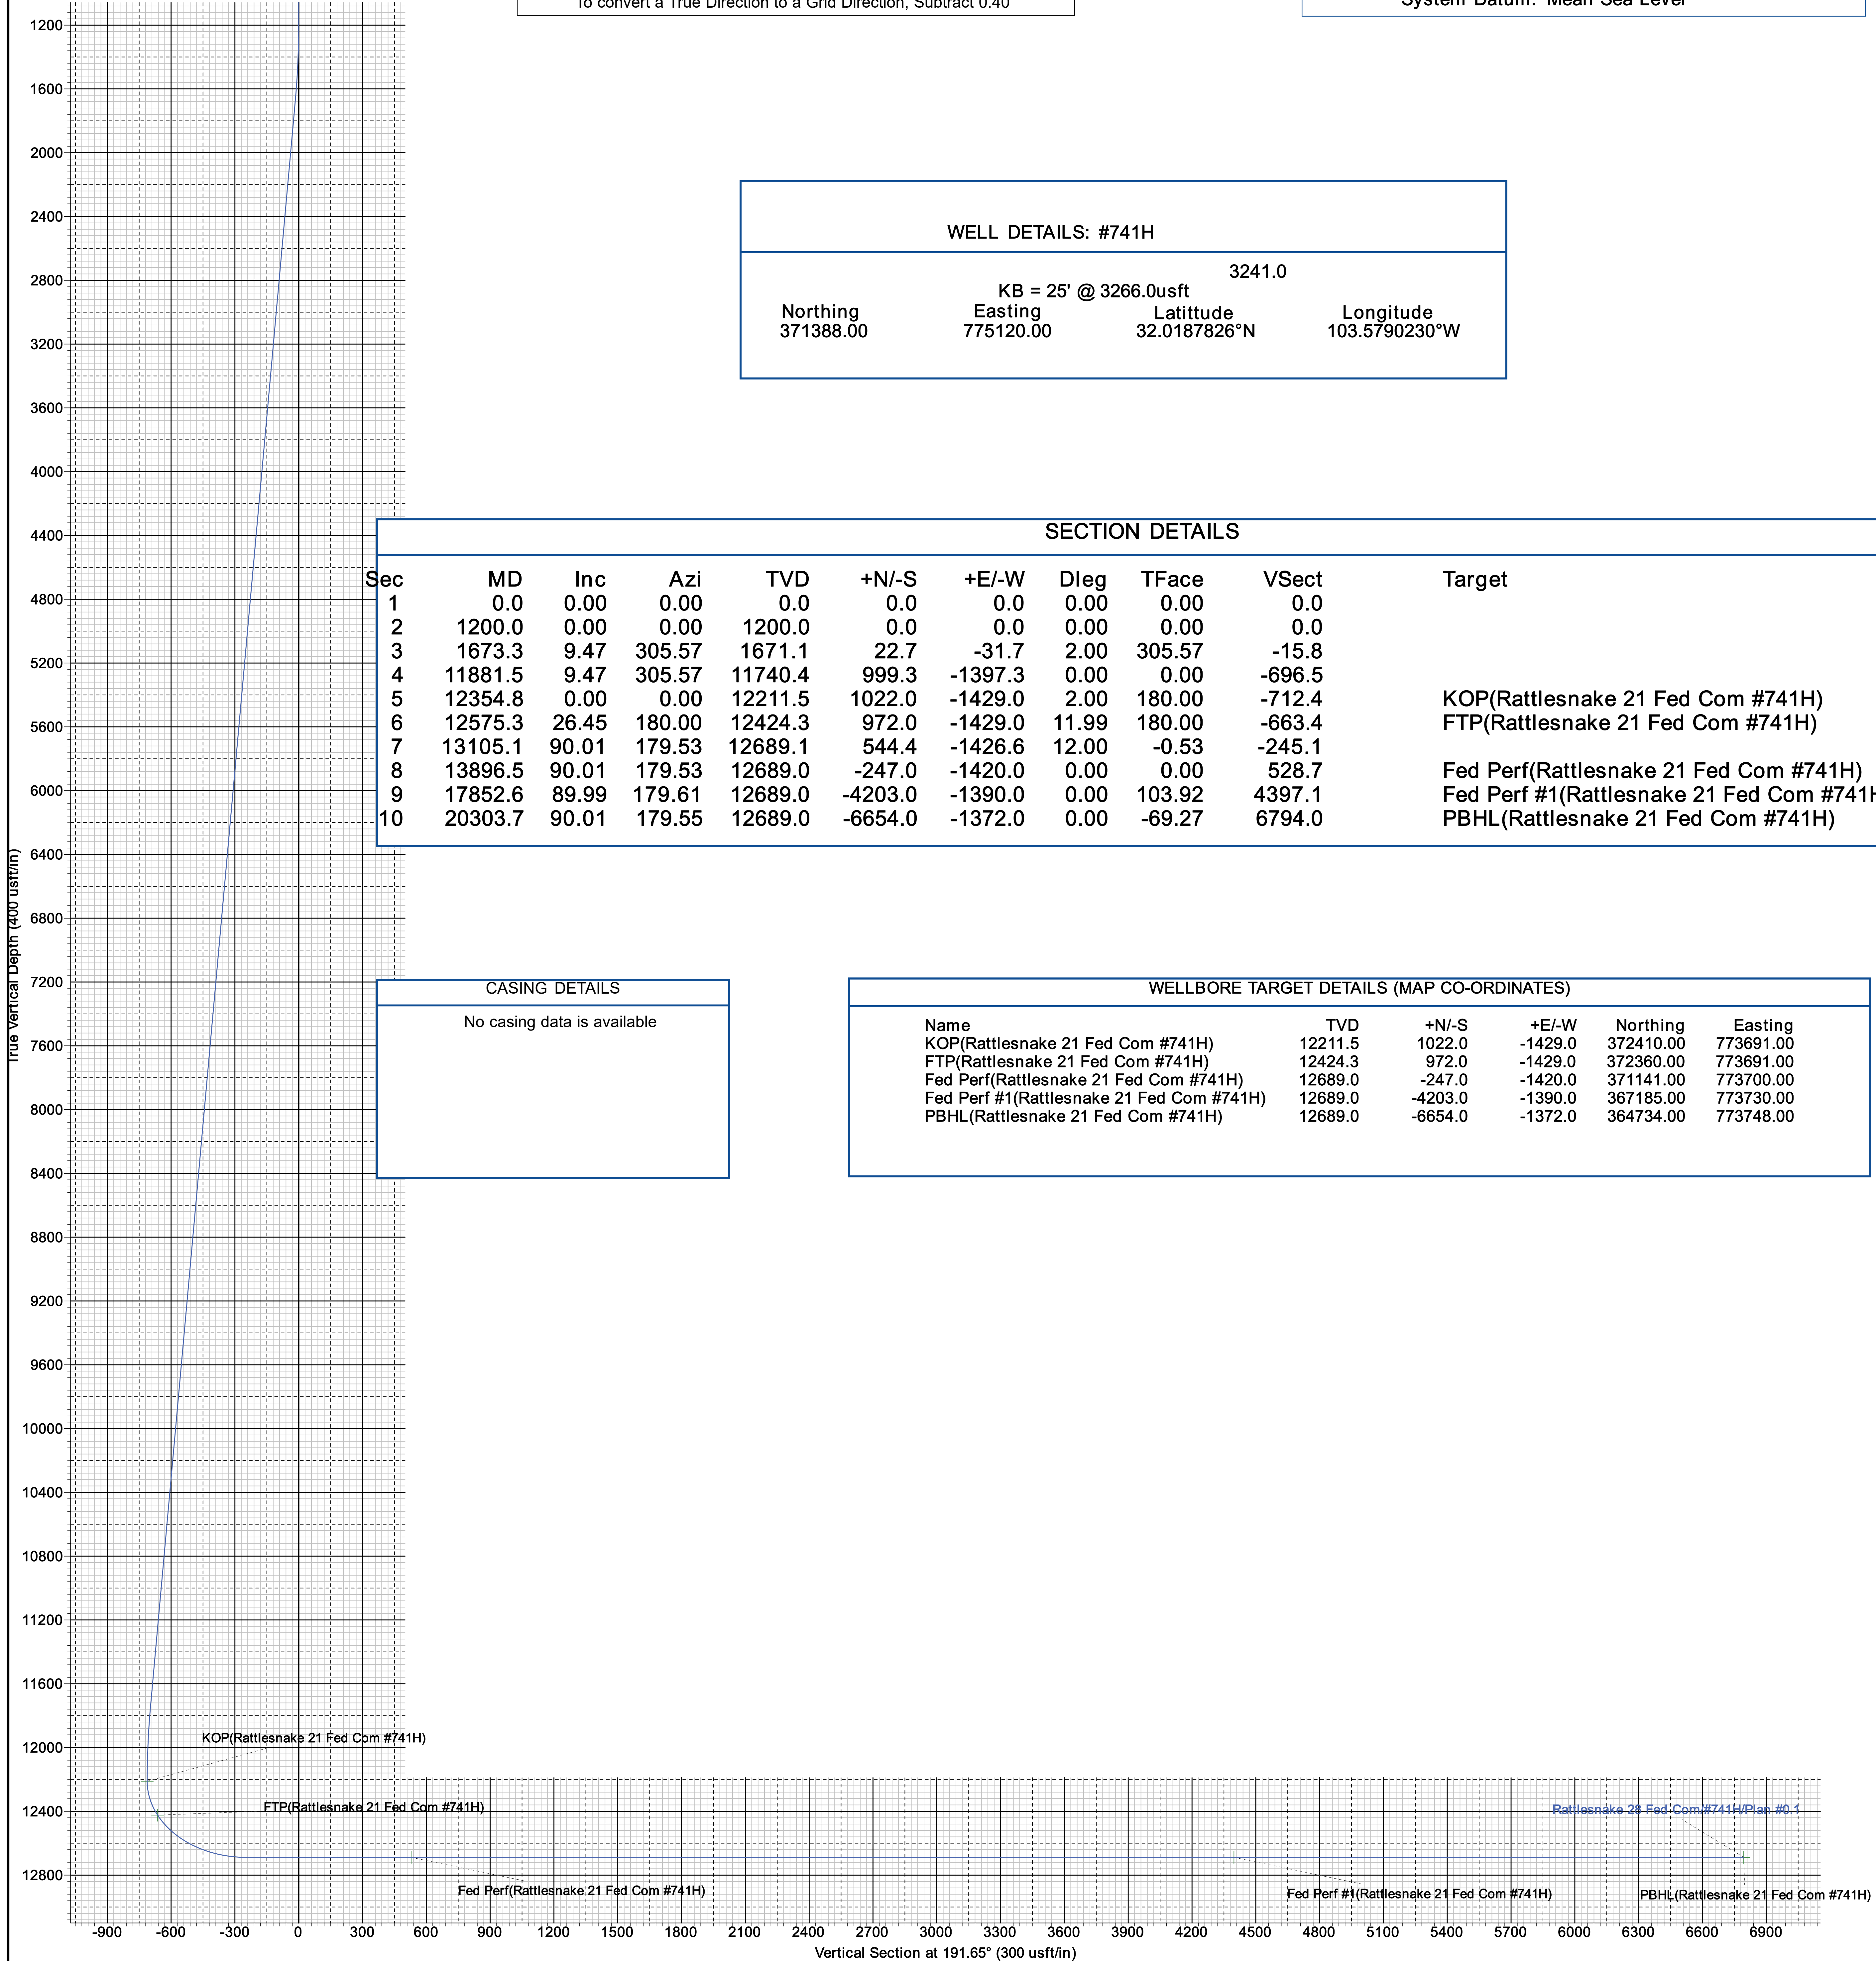 To convert a True Direction to a Grid Direction, Subtract 0.40°
System Datum: Mean Sea Level
WELL DETAILS: #741H
3241.0
KB = 25' @ 3266.0usft
Northing Easting Latittude Longitude
371388.00 775120.00 32.0187826°N 103.5790230°W
SECTION DETAILS
Sec MD Inc Azi TVD +N/-S +E/-W Dleg TFace VSect Target
1 0.0 0.00 0.00 0.0 0.0 0.0 0.00 0.00 0.0
2 1200.0 0.00 0.00 1200.0 0.0 0.0 0.00 0.00 0.0
3 1673.3 9.47 305.57 1671.1 22.7 -31.7 2.00 305.57 -15.8
4 11881.5 9.47 305.57 11740.4 999.3 -1397.3 0.00 0.00 -696.5
5 12354.8 0.00 0.00 12211.5 1022.0 -1429.0 2.00 180.00 -712.4 KOP(Rattlesnake 21 Fed Com #741H)
6 12575.3 26.45 180.00 12424.3 972.0 -1429.0 11.99 180.00 -663.4 FTP(Rattlesnake 21 Fed Com #741H)
7 13105.1 90.01 179.53 12689.1 544.4 -1426.6 12.00 -0.53 -245.1
8 13896.5 90.01 179.53 12689.0 -247.0 -1420.0 0.00 0.00 528.7 Fed Perf(Rattlesnake 21 Fed Com #741H)
9 17852.6 89.99 179.61 12689.0 -4203.0 -1390.0 0.00 103.92 4397.1 Fed Perf #1(Rattlesnake 21 Fed Com #741H
10 20303.7 90.01 179.55 12689.0 -6654.0 -1372.0 0.00 -69.27 6794.0 PBHL(Rattlesnake 21 Fed Com #741H)
CASING DETAILS
No casing data is available
WELLBORE TARGET DETAILS (MAP CO-ORDINATES)
Name TVD +N/-S +E/-W Northing Easting
KOP(Rattlesnake 21 Fed Com #741H) 12211.5 1022.0 -1429.0 372410.00 773691.00
FTP(Rattlesnake 21 Fed Com #741H) 12424.3 972.0 -1429.0 372360.00 773691.00
Fed Perf(Rattlesnake 21 Fed Com #741H) 12689.0 -247.0 -1420.0 371141.00 773700.00
Fed Perf #1(Rattlesnake 21 Fed Com #741H) 12689.0 -4203.0 -1390.0 367185.00 773730.00
PBHL(Rattlesnake 21 Fed Com #741H) 12689.0 -6654.0 -1372.0 364734.00 773748.00
True Vertical Depth (400 usft/in)
1200
1600
2000
2400
2800
3200
3600
4000
4400
4800
5200
5600
6000
6400
6800
7200
7600
8000
8400
8800
9200
9600
10000
10400
10800
11200
11600
12000
12400
12800
KOP(Rattlesnake 21 Fed Com #741H)
FTP(Rattlesnake 21 Fed Com #741H)
Rattlesnake 28 Fed Com/#741H/Plan #0.1
Fed Perf(Rattlesnake 21 Fed Com #741H)
Fed Perf #1(Rattlesnake 21 Fed Com #741H)
PBHL(Rattlesnake 21 Fed Com #741H)
-900 -600 -300 0 300 600 900 1200 1500 1800 2100 2400 2700 3000 3300 3600 3900 4200 4500 4800 5100 5400 5700 6000 6300 6600 6900
Vertical Section at 191.65° (300 usft/in)